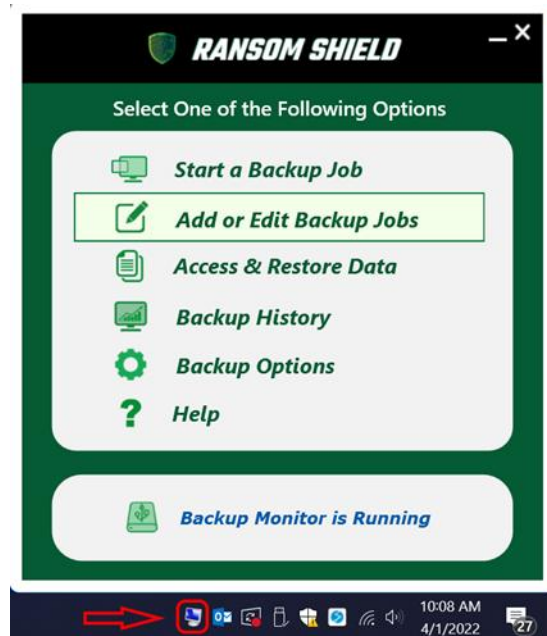 RANSOM SHIELD
Select One of the Following Options
Start a Backup Job
Add or Edit Backup Jobs
Access & Restore Data
Backup History
Backup Options
? Help
Backup Monitor is Running
10:08 AM
4/1/2022
27